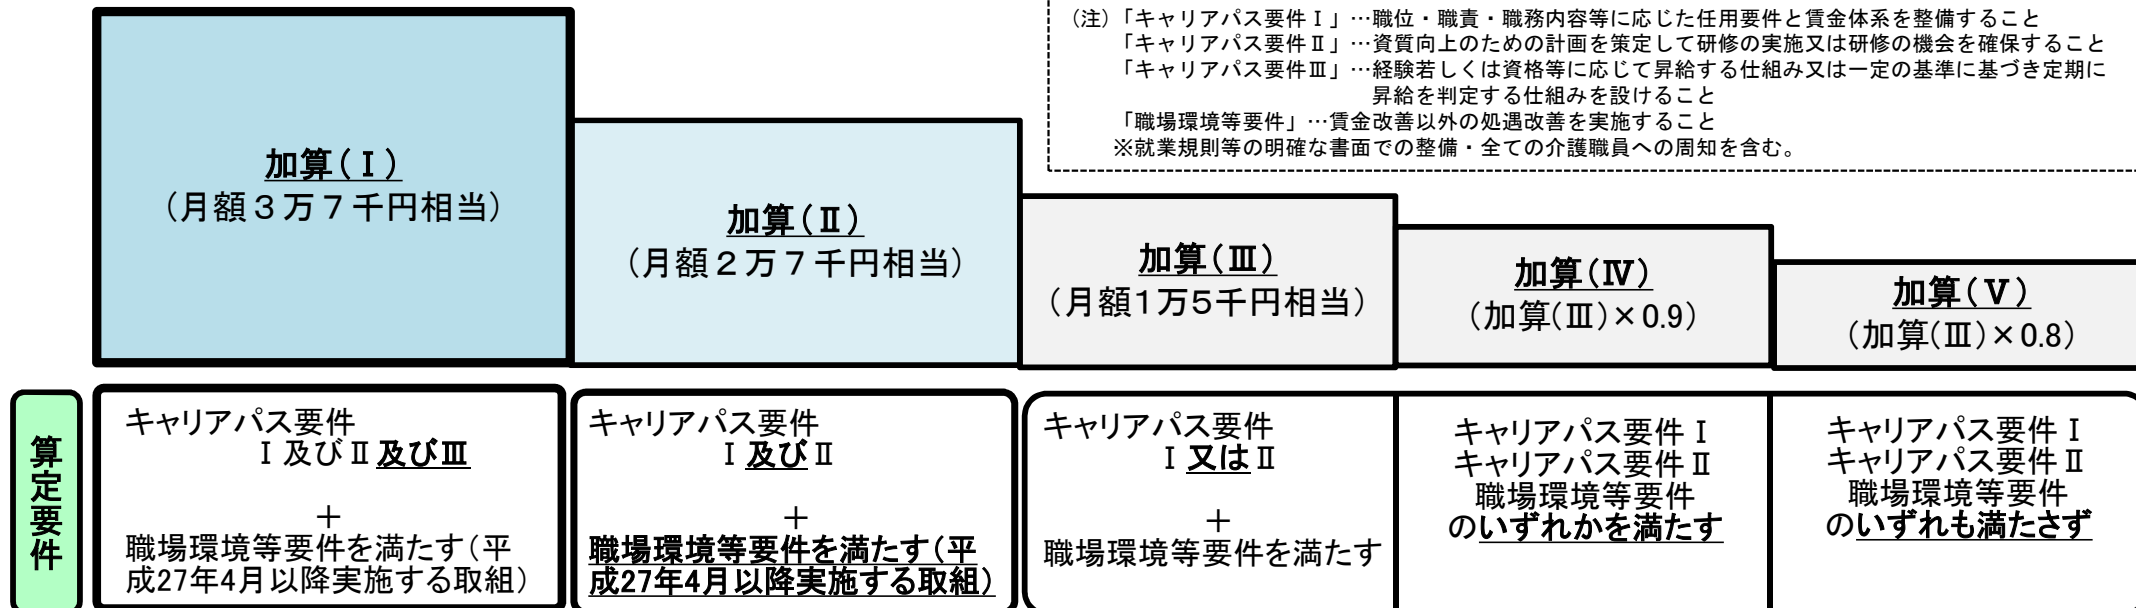 (注)「キャリアパス要件Ⅰ」…職位・職責・職務内容等に応じた任用要件と賃金体系を整備すること
「キャリアパス要件Ⅱ」…資質向上のための計画を策定して研修の実施又は研修の機会を確保すること
「キャリアパス要件Ⅲ」…経験若しくは資格等に応じて昇給する仕組み又は一定の基準に基づき定期に
昇給を判定する仕組みを設けること
「職場環境等要件」…賃金改善以外の処遇改善を実施すること
※就業規則等の明確な書面での整備・全ての介護職員への周知を含む。
加算(Ⅰ)
(月額3万7千円相当)
加算(Ⅱ)
(月額2万7千円相当)
加算(Ⅲ)
(月額1万5千円相当)
加算(Ⅳ)
(加算(Ⅲ)×0.9)
加算(Ⅴ)
(加算(Ⅲ)×0.8)
算定要件
キャリアパス要件
Ⅰ及びⅡ及びⅢ
+
職場環境等要件を満たす(平
成27年4月以降実施する取組)
キャリアパス要件
Ⅰ及びⅡ
+
職場環境等要件を満たす(平
成27年4月以降実施する取組)
キャリアパス要件
Ⅰ又はⅡ
+
職場環境等要件を満たす
キャリアパス要件Ⅰ
キャリアパス要件Ⅱ
職場環境等要件
のいずれかを満たす
キャリアパス要件Ⅰ
キャリアパス要件Ⅱ
職場環境等要件
のいずれも満たさず